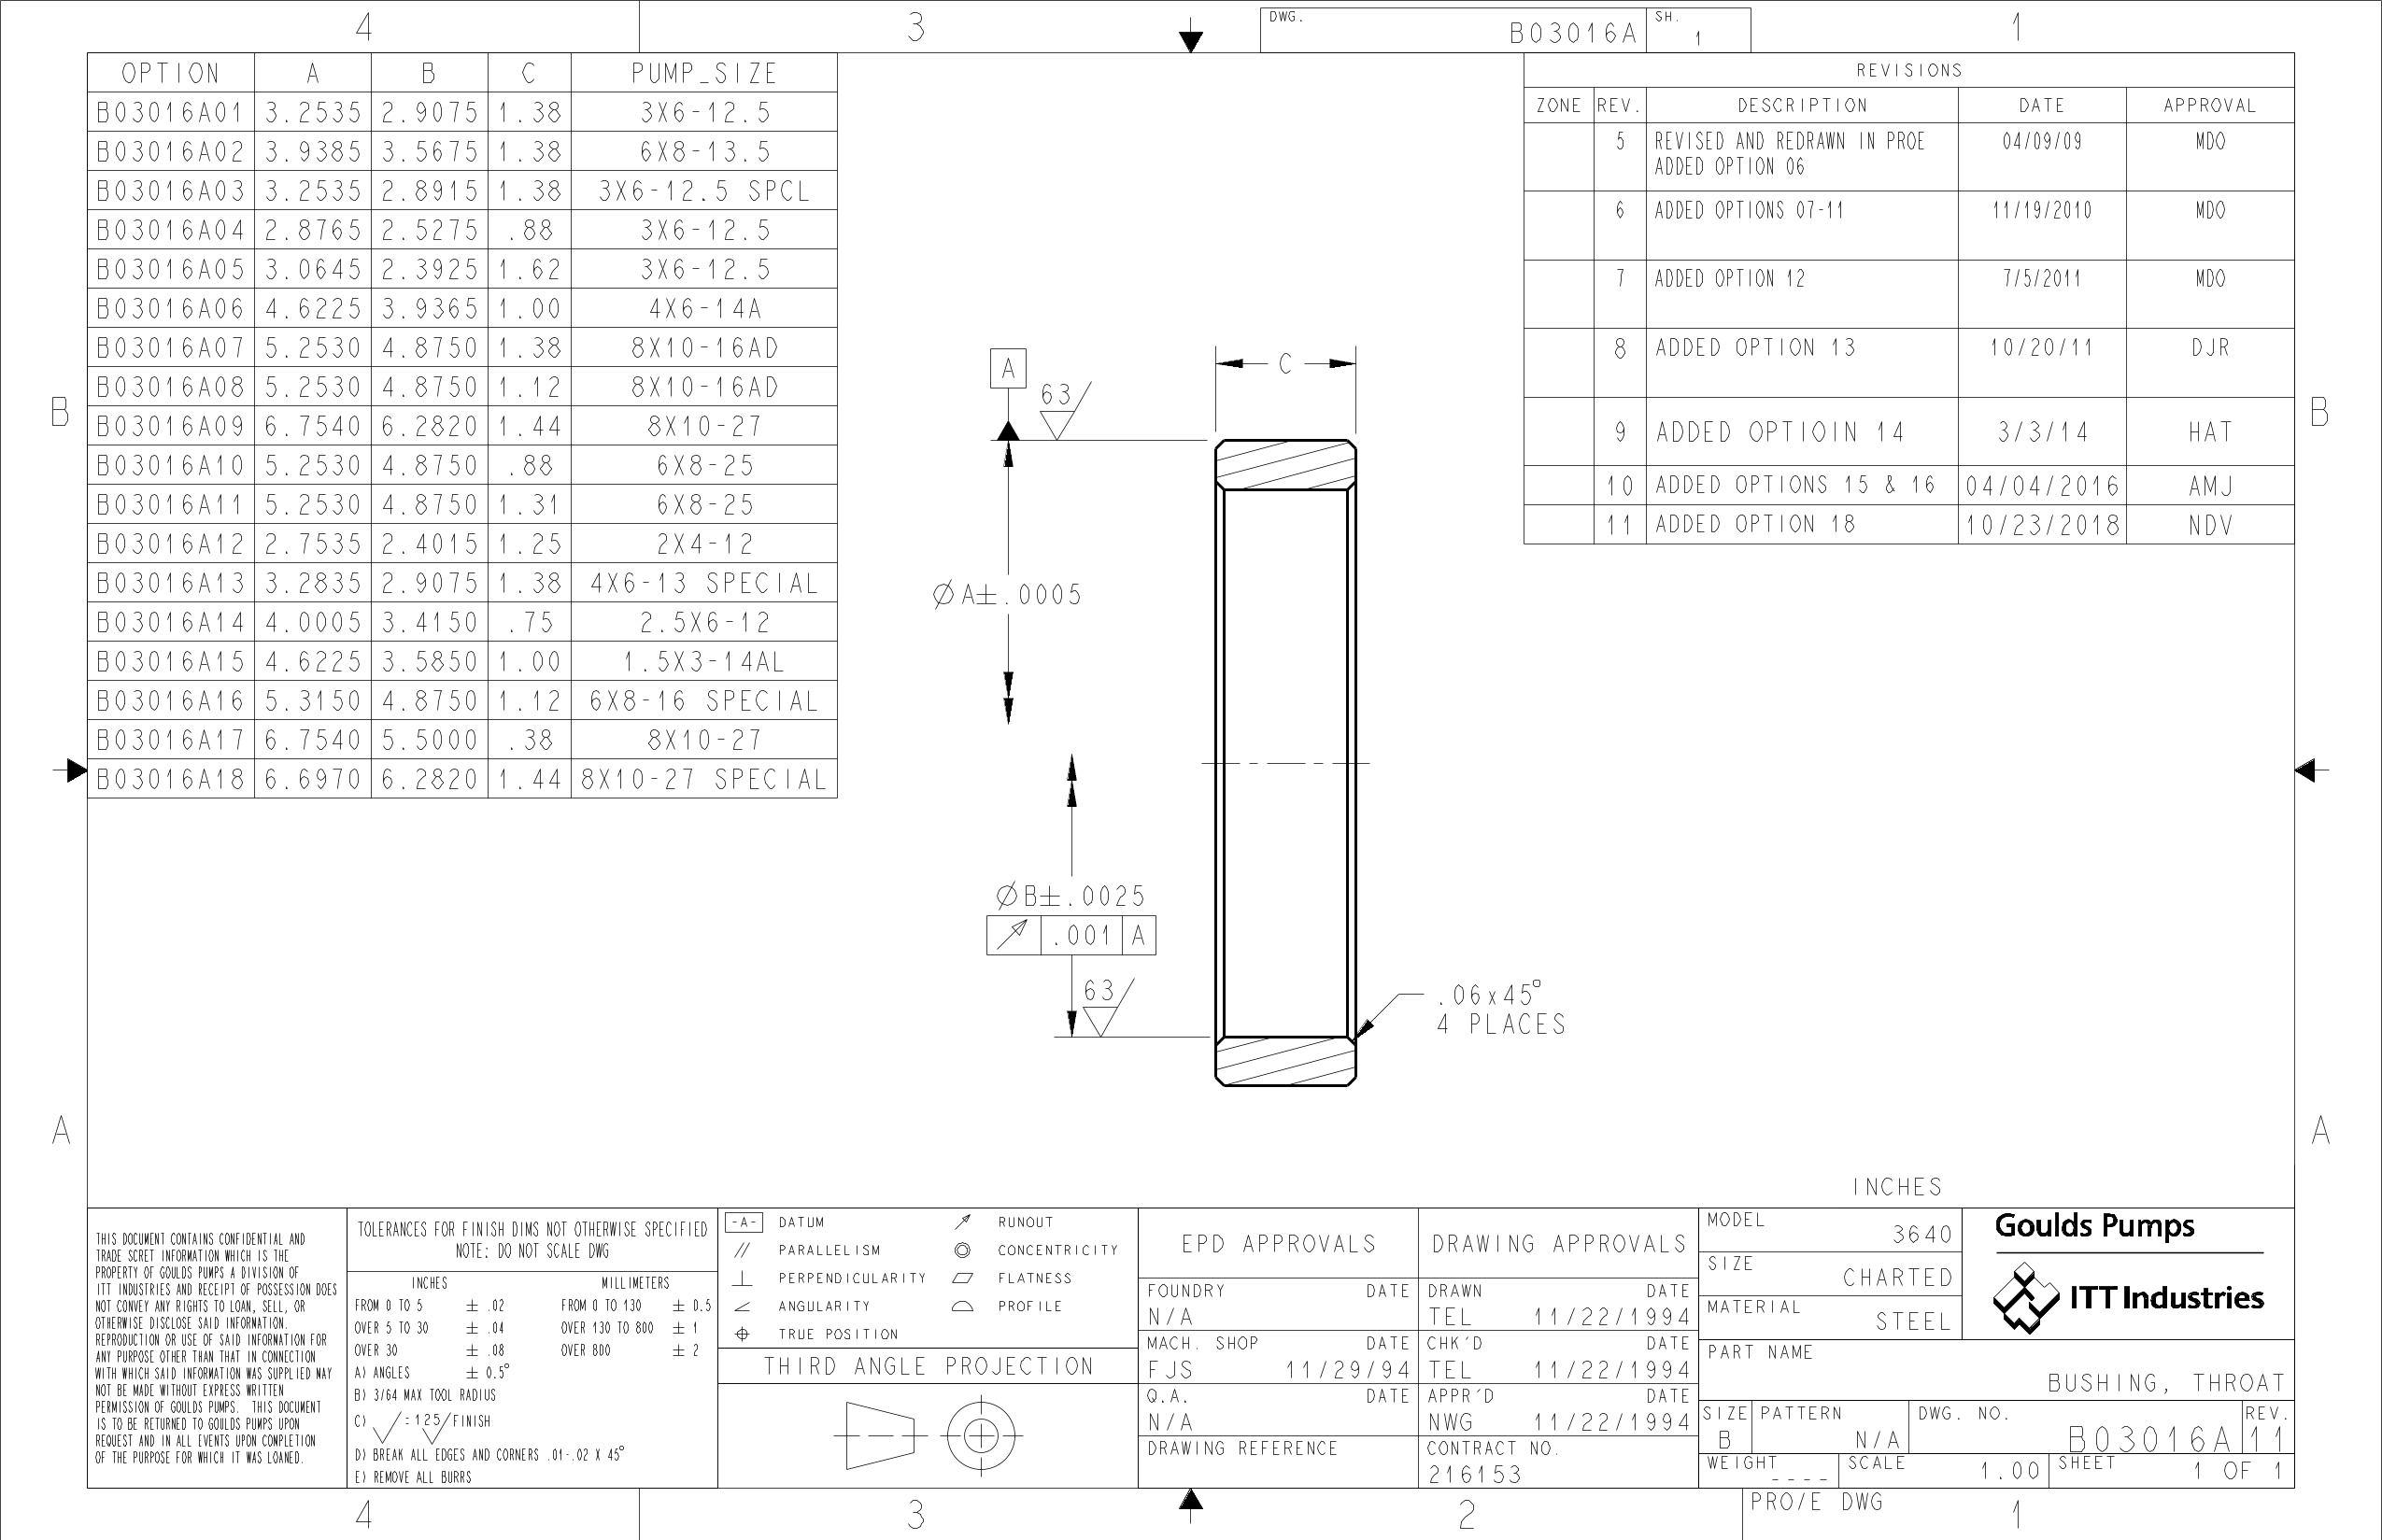 4 3 1
DWG. B03016A SH. 1
OPTION A B C PUMP_SIZE
B03016A01 3.2535 2.9075 1.38 3X6-12.5
B03016A02 3.9385 3.5675 1.38 6X8-13.5
B03016A03 3.2535 2.8915 1.38 3X6-12.5 SPCL
B03016A04 2.8765 2.5275 .88 3X6-12.5
B03016A05 3.0645 2.3925 1.62 3X6-12.5
B03016A06 4.6225 3.9365 1.00 4X6-14A
B03016A07 5.2530 4.8750 1.38 8X10-16AD
B03016A08 5.2530 4.8750 1.12 8X10-16AD
B03016A09 6.7540 6.2820 1.44 8X10-27
B03016A10 5.2530 4.8750 .88 6X8-25
B03016A11 5.2530 4.8750 1.31 6X8-25
B03016A12 2.7535 2.4015 1.25 2X4-12
B03016A13 3.2835 2.9075 1.38 4X6-13 SPECIAL
B03016A14 4.0005 3.4150 .75 2.5X6-12
B03016A15 4.6225 3.5850 1.00 1.5X3-14AL
B03016A16 5.3150 4.8750 1.12 6X8-16 SPECIAL
B03016A17 6.7540 5.5000 .38 8X10-27
B03016A18 6.6970 6.2820 1.44 8X10-27 SPECIAL
REVISIONS
ZONE REV. DESCRIPTION DATE APPROVAL
5 REVISED AND REDRAWN IN PROE 04/09/09 MDO
ADDED OPTION 06
6 ADDED OPTIONS 07-11 11/19/2010 MDO
7 ADDED OPTION 12 7/5/2011 MDO
8 ADDED OPTION 13 10/20/11 DJR
9 ADDED OPTIOIN 14 3/3/14 HAT
10 ADDED OPTIONS 15 & 16 04/04/2016 AMJ
11 ADDED OPTION 18 10/23/2018 NDV
B B
A
63
C
ØA±.0005
ØB±.0025
.001 A
63
.06x45°
4 PLACES
A A
INCHES
THIS DOCUMENT CONTAINS CONFIDENTIAL AND
TRADE SCRET INFORMATION WHICH IS THE
PROPERTY OF GOULDS PUMPS A DIVISION OF
ITT INDUSTRIES AND RECEIPT OF POSSESSION DOES
NOT CONVEY ANY RIGHTS TO LOAN, SELL, OR
OTHERWISE DISCLOSE SAID INFORMATION.
REPRODUCTION OR USE OF SAID INFORMATION FOR
ANY PURPOSE OTHER THAN THAT IN CONNECTION
WITH WHICH SAID INFORMATION WAS SUPPLIED MAY
NOT BE MADE WITHOUT EXPRESS WRITTEN
PERMISSION OF GOULDS PUMPS. THIS DOCUMENT
IS TO BE RETURNED TO GOULDS PUMPS UPON
REQUEST AND IN ALL EVENTS UPON COMPLETION
OF THE PURPOSE FOR WHICH IT WAS LOANED.
TOLERANCES FOR FINISH DIMS NOT OTHERWISE SPECIFIED
NOTE: DO NOT SCALE DWG
INCHES MILLIMETERS
FROM 0 TO 5 ± .02 FROM 0 TO 130 ± 0.5
OVER 5 TO 30 ± .04 OVER 130 TO 800 ± 1
OVER 30 ± .08 OVER 800 ± 2
A) ANGLES ± 0.5°
B) 3/64 MAX TOOL RADIUS
C) = 125 FINISH
D) BREAK ALL EDGES AND CORNERS .01-.02 X 45°
E) REMOVE ALL BURRS
-A- DATUM RUNOUT
PARALLELISM CONCENTRICITY
PERPENDICULARITY FLATNESS
ANGULARITY PROFILE
TRUE POSITION
THIRD ANGLE PROJECTION
EPD APPROVALS
FOUNDRY DATE
N/A
MACH. SHOP DATE
FJS 11/29/94
Q.A. DATE
N/A
DRAWING REFERENCE
DRAWING APPROVALS
DRAWN DATE
TEL 11/22/1994
CHK'D DATE
TEL 11/22/1994
APPR'D DATE
NWG 11/22/1994
CONTRACT NO.
216153
MODEL 3640
SIZE CHARTED
MATERIAL STEEL
Goulds Pumps
ITT Industries
PART NAME
BUSHING, THROAT
SIZE B PATTERN N/A DWG. NO. B03016A REV. 11
WEIGHT ---- SCALE 1.00 SHEET 1 OF 1
PRO/E DWG
4 3 2 1